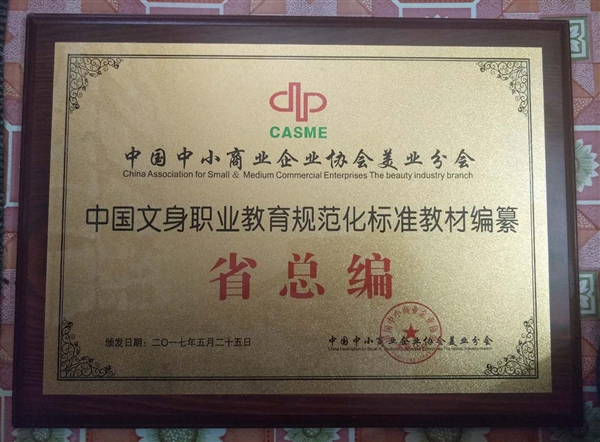 CASME
中国中小商业企业协会美业分会
China Association for Small & Medium Commercial Enterprises The beauty industry branch
中国文身职业教育规范化标准教材编纂
省总编
颁发日期：二〇一七年五月二十五日
中国中小商业企业协会美业分会